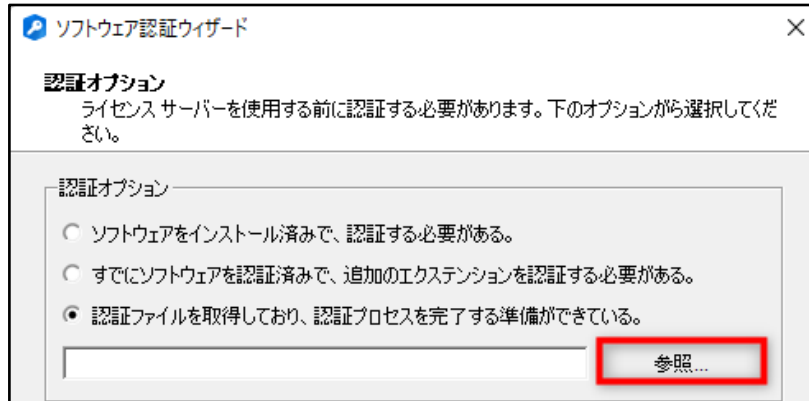 ソフトウェア認証ウィザード
認証オプション
ライセンス サーバーを使用する前に認証する必要があります。下のオプションから選択してくだ
さい。
認証オプション
ソフトウェアをインストール済みで、認証する必要がある。
すでにソフトウェアを認証済みで、追加のエクステンションを認証する必要がある。
認証ファイルを取得しており、認証プロセスを完了する準備ができている。
参照...